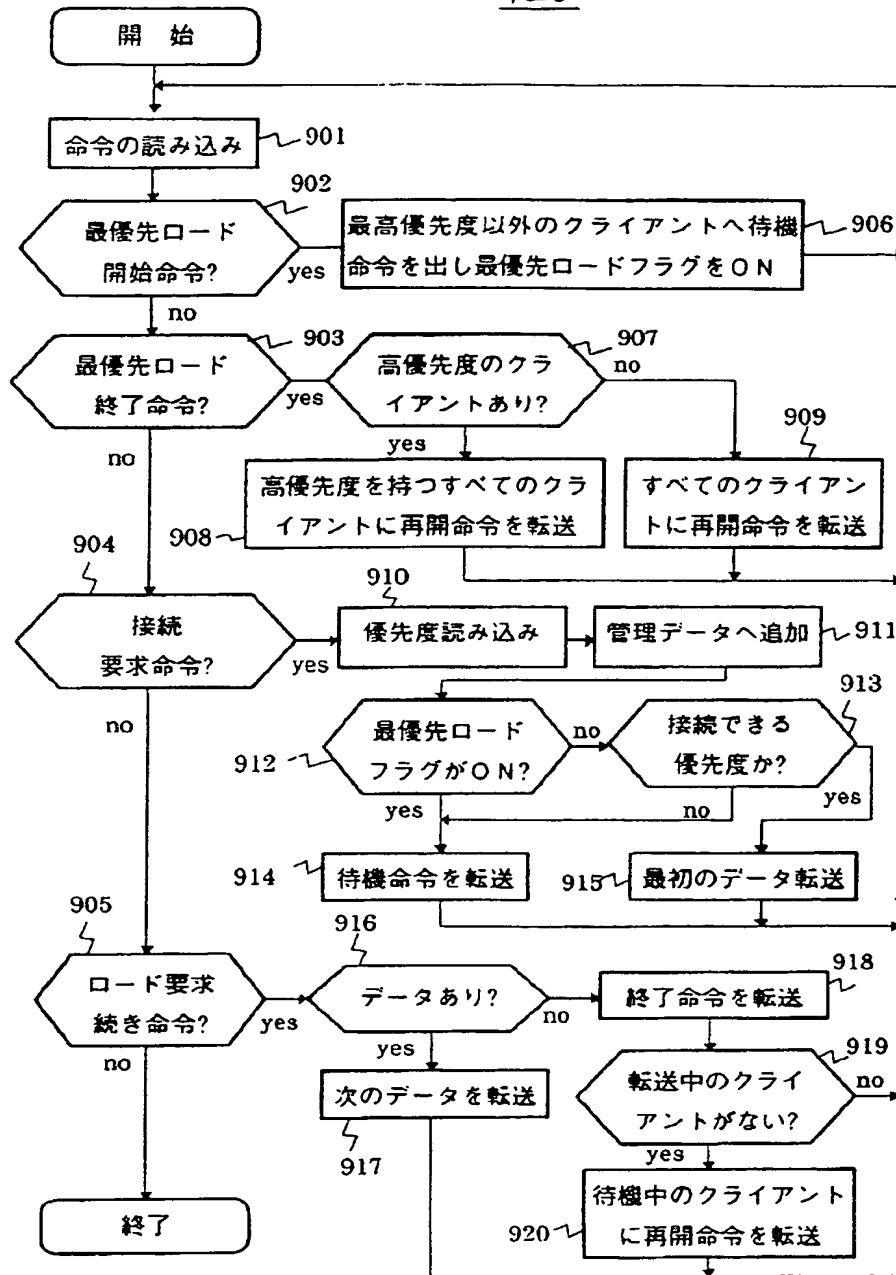 開 始
命令の読み込み
901
902
最優先ロード
開始命令?
yes
最高優先度以外のクライアントへ待機
命令を出し最優先ロードフラグをON
906
no
903
最優先ロード
終了命令?
yes
907
高優先度のクラ
イアントあり?
no
yes
no
909
高優先度を持つすべてのクラ
イアントに再開命令を転送
908
すべてのクライアン
トに再開命令を転送
904
接続
要求命令?
yes
910
優先度読み込み
管理データへ追加
911
no
912
最優先ロード
フラグがON?
no
913
接続できる
優先度か?
yes
no
yes
914
待機命令を転送
915
最初のデータ転送
905
ロード要求
続き命令?
yes
916
データあり?
no
918
終了命令を転送
no
yes
919
転送中のクライ
アントがない?
no
次のデータを転送
917
yes
終了
920
待機中のクライアント
に再開命令を転送